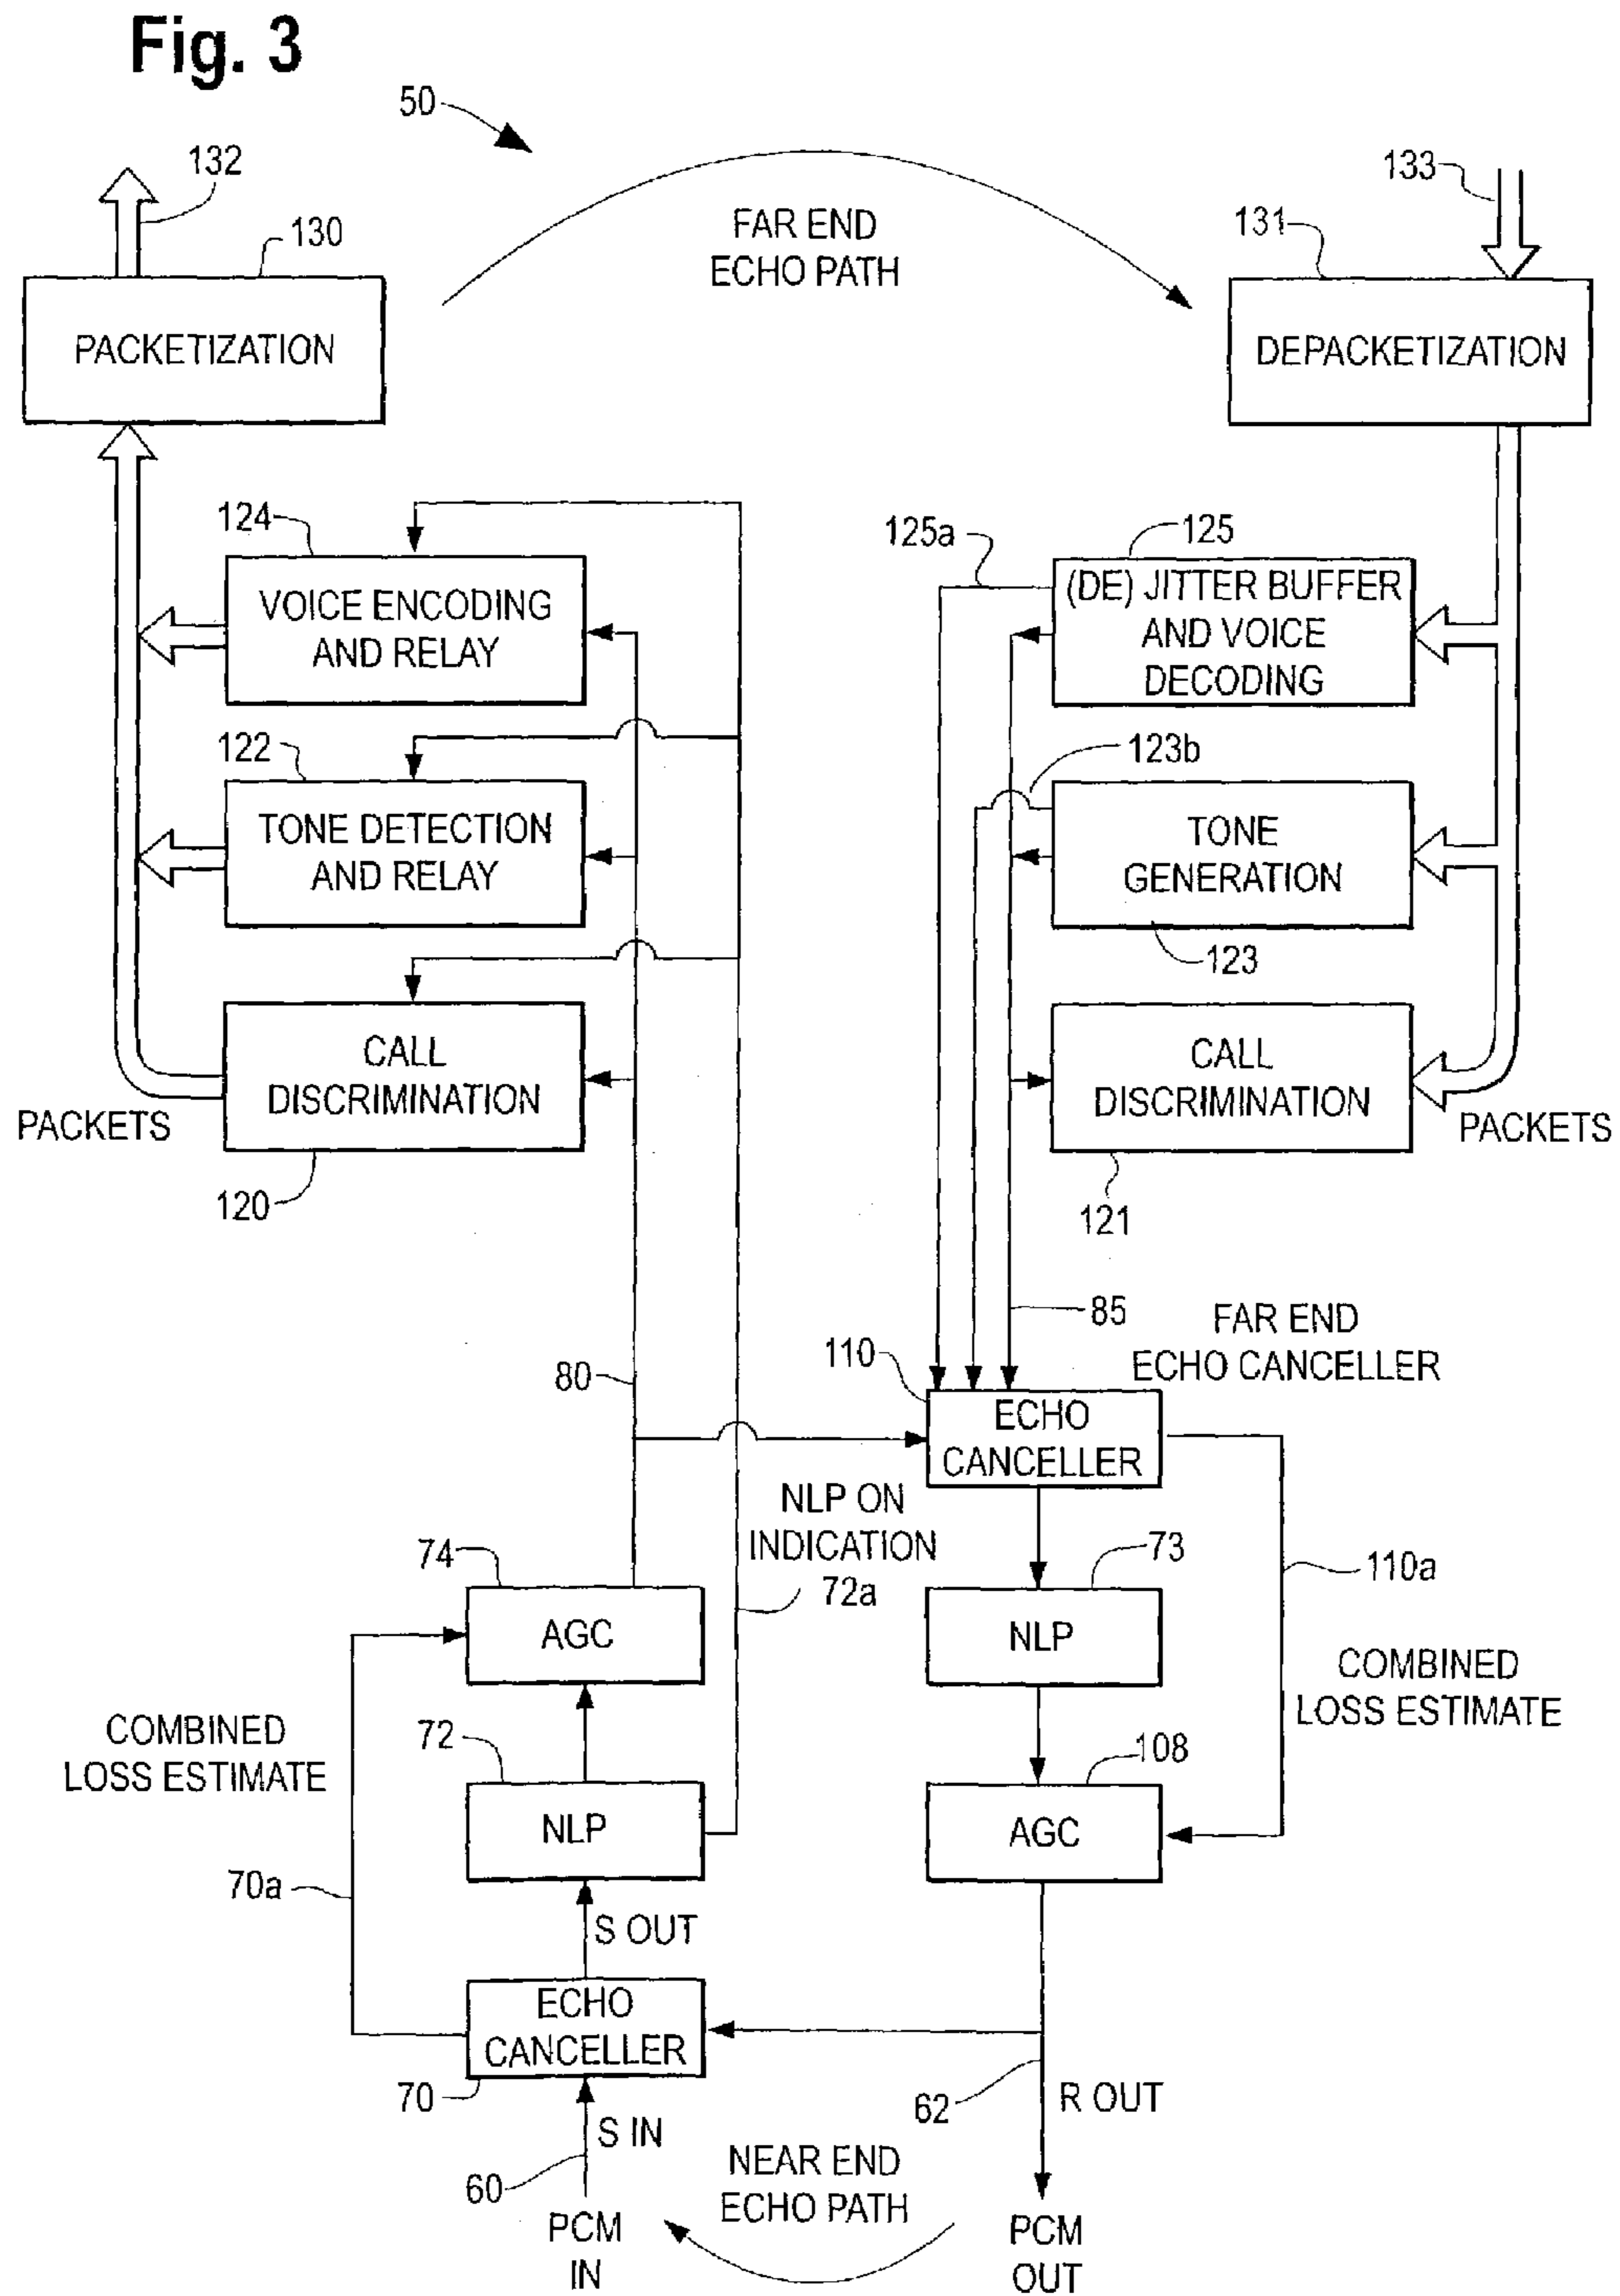 Fig. 3
50
132
133
130
FAR END
ECHO PATH
131
PACKETIZATION
DEPACKETIZATION
124
125a
125
VOICE ENCODING
AND RELAY
(DE) JITTER BUFFER
AND VOICE
DECODING
122
123b
TONE DETECTION
AND RELAY
TONE
GENERATION
123
CALL
DISCRIMINATION
CALL
DISCRIMINATION
PACKETS
PACKETS
120
121
85
FAR END
ECHO CANCELLER
80
110
ECHO
CANCELLER
NLP ON
INDICATION
72a
74
73
110a
AGC
NLP
COMBINED
LOSS ESTIMATE
COMBINED
LOSS ESTIMATE
72
108
NLP
AGC
70a
S OUT
ECHO
CANCELLER
70
62
R OUT
S IN
60
NEAR END
ECHO PATH
PCM
IN
PCM
OUT